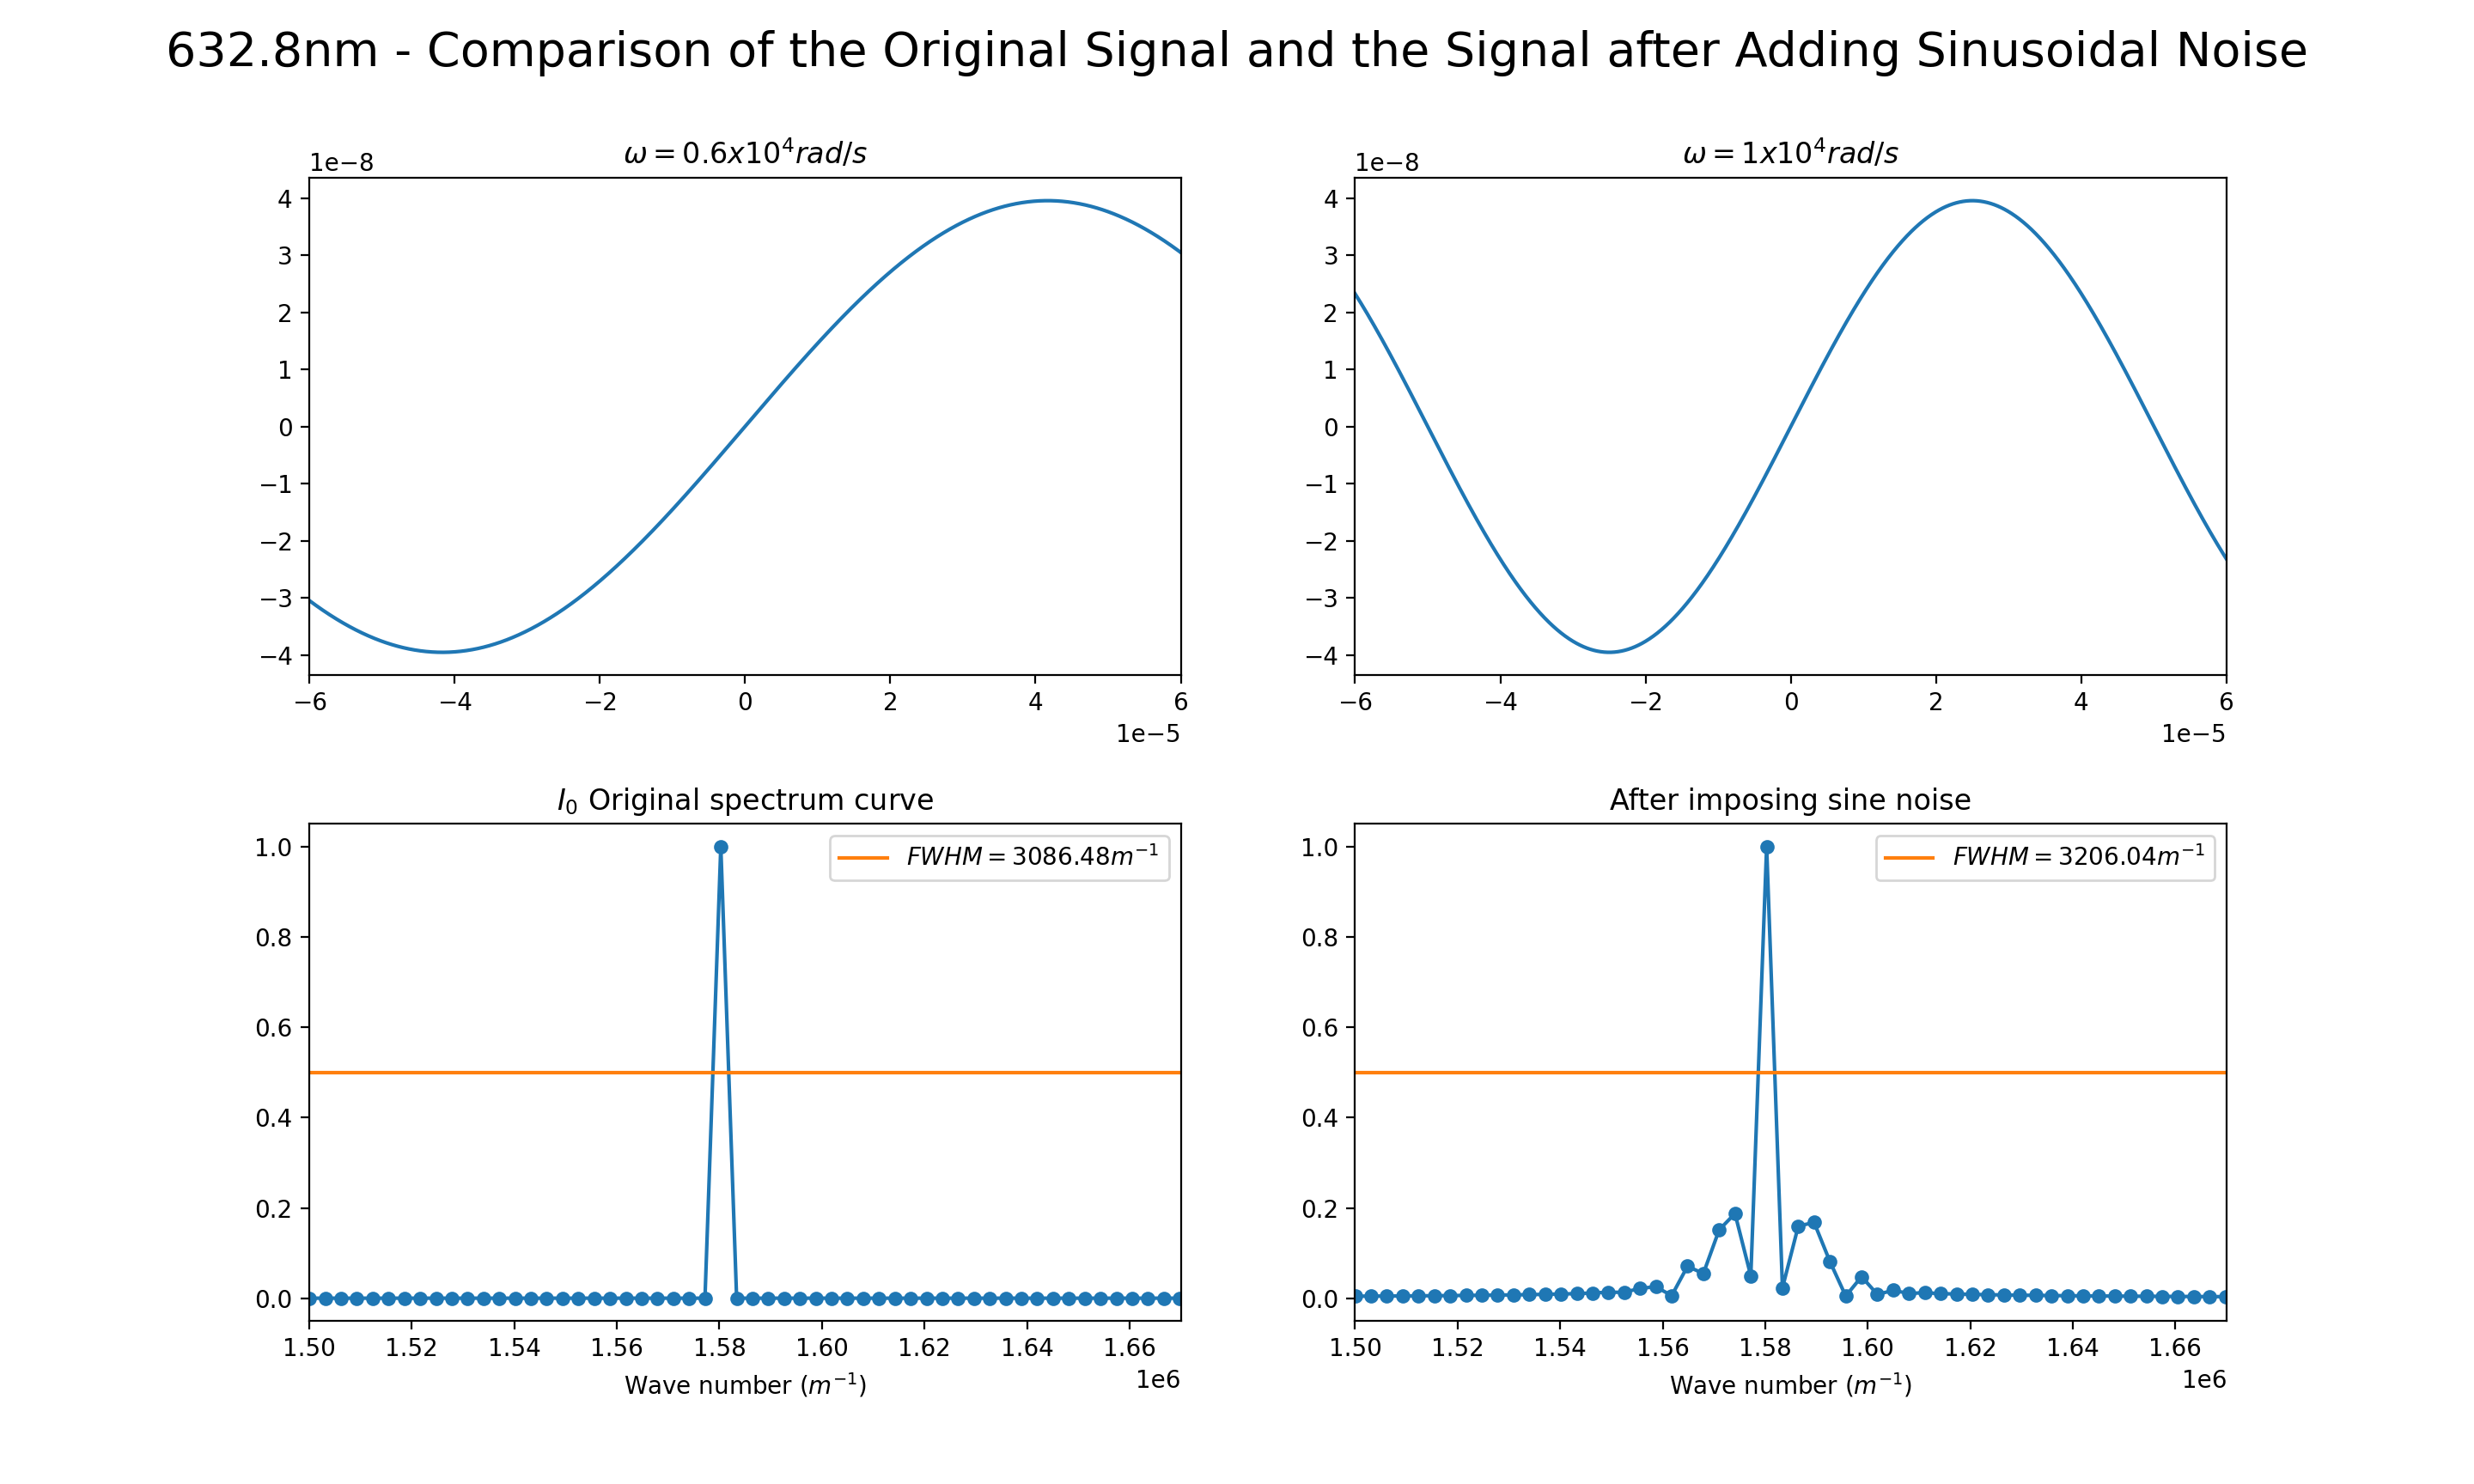 632.8nm - Comparison of the Original Signal and the Signal after Adding Sinusoidal Noise
ω = 0.6x10⁴rad/s
1e−8
4
3
2
1
0
−1
−2
−3
−4
−6 −4 −2 0 2 4 6
1e−5
ω = 1x10⁴rad/s
1e−8
4
3
2
1
0
−1
−2
−3
−4
−6 −4 −2 0 2 4 6
1e−5
I₀ Original spectrum curve
FWHM = 3086.48m⁻¹
1.0
0.8
0.6
0.4
0.2
0.0
1.50 1.52 1.54 1.56 1.58 1.60 1.62 1.64 1.66
1e6
Wave number (m⁻¹)
After imposing sine noise
FWHM = 3206.04m⁻¹
1.0
0.8
0.6
0.4
0.2
0.0
1.50 1.52 1.54 1.56 1.58 1.60 1.62 1.64 1.66
1e6
Wave number (m⁻¹)